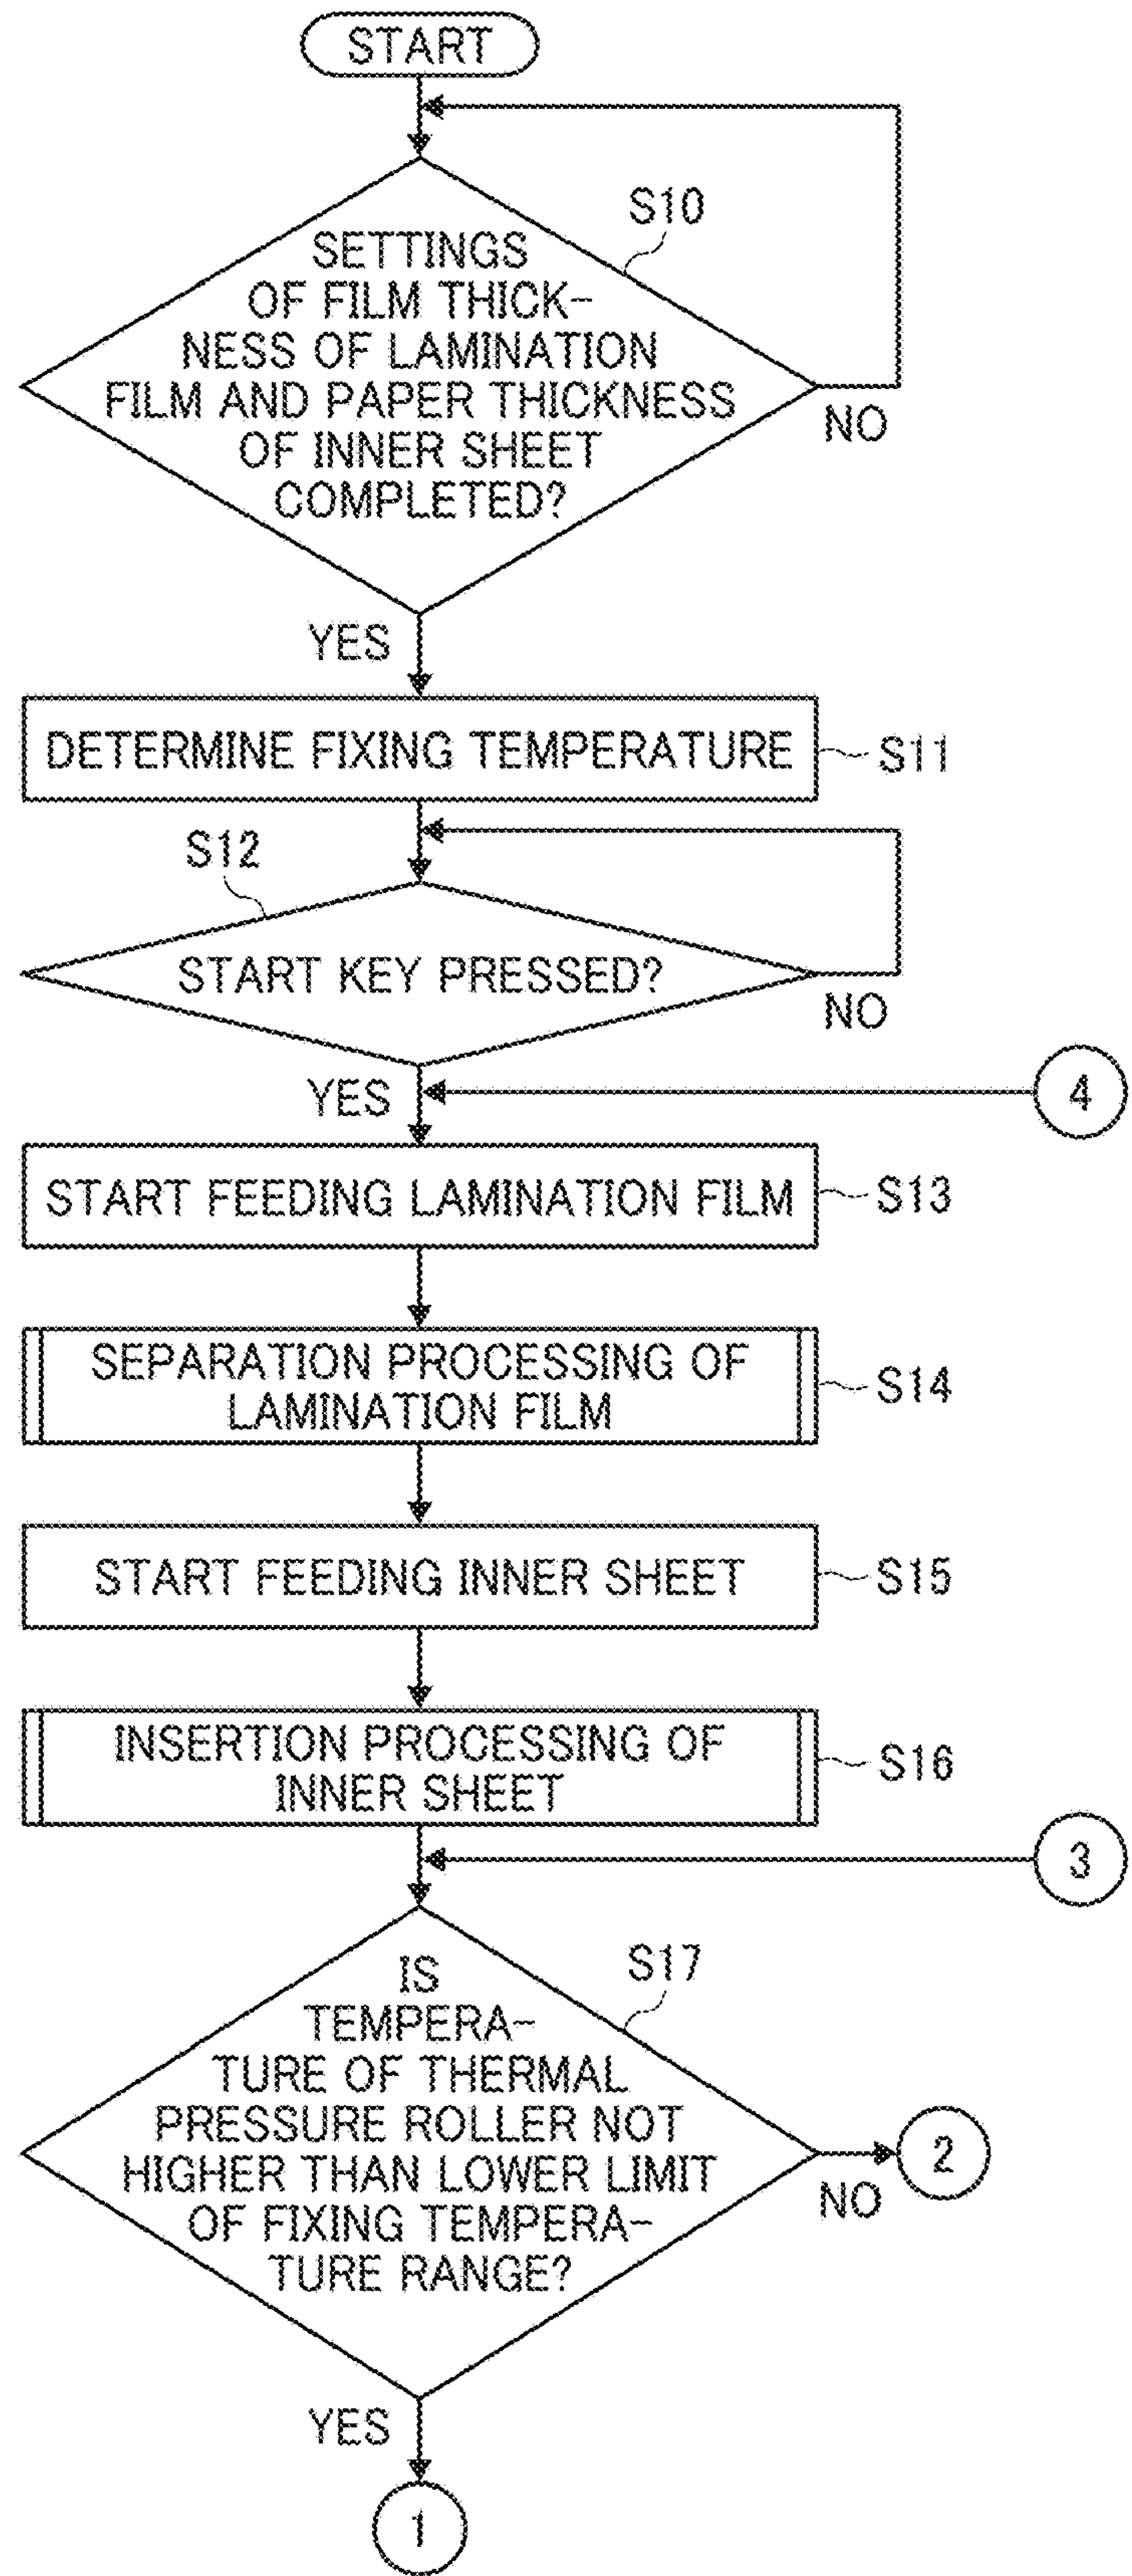 START
S10
SETTINGS
OF FILM THICK-
NESS OF LAMINATION
FILM AND PAPER THICKNESS
OF INNER SHEET
COMPLETED?
NO
YES
DETERMINE FIXING TEMPERATURE
S11
S12
START KEY PRESSED?
NO
YES
4
START FEEDING LAMINATION FILM
S13
SEPARATION PROCESSING OF
LAMINATION FILM
S14
START FEEDING INNER SHEET
S15
INSERTION PROCESSING OF
INNER SHEET
S16
3
S17
IS
TEMPERA-
TURE OF THERMAL
PRESSURE ROLLER NOT
HIGHER THAN LOWER LIMIT
OF FIXING TEMPERA-
TURE RANGE?
2
NO
YES
1